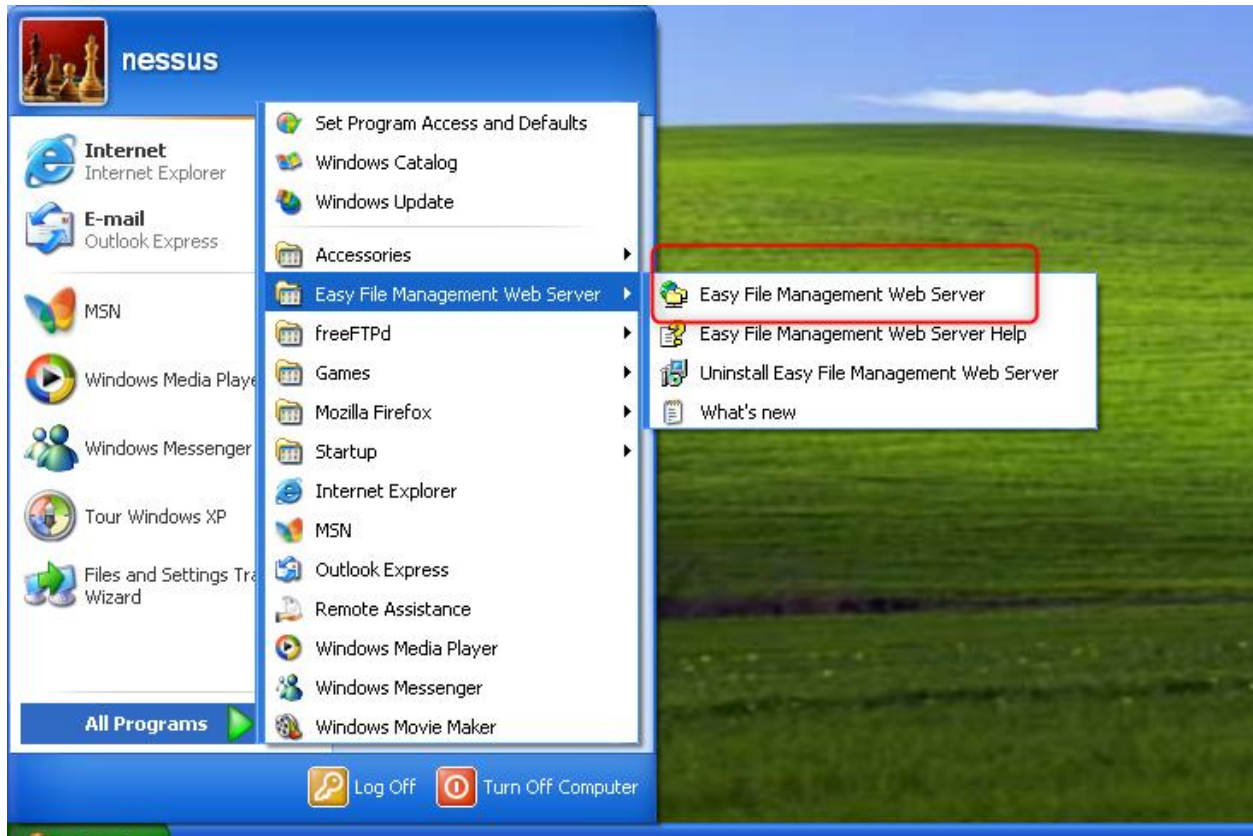 nessus
Internet
Internet Explorer
E-mail
Outlook Express
MSN
Windows Media Playe
Windows Messenger
Tour Windows XP
Files and Settings Tra
Wizard
All Programs
Set Program Access and Defaults
Windows Catalog
Windows Update
Accessories
Easy File Management Web Server
freeFTPd
Games
Mozilla Firefox
Startup
Internet Explorer
MSN
Outlook Express
Remote Assistance
Windows Media Player
Windows Messenger
Windows Movie Maker
Easy File Management Web Server
Easy File Management Web Server Help
Uninstall Easy File Management Web Server
What's new
Log Off
Turn Off Computer